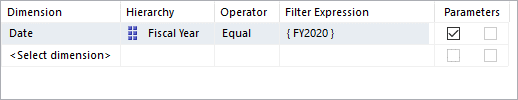 Dimension Hierarchy Operator Filter Expression Parameters
Date Fiscal Year Equal { FY2020 }
<Select dimension>